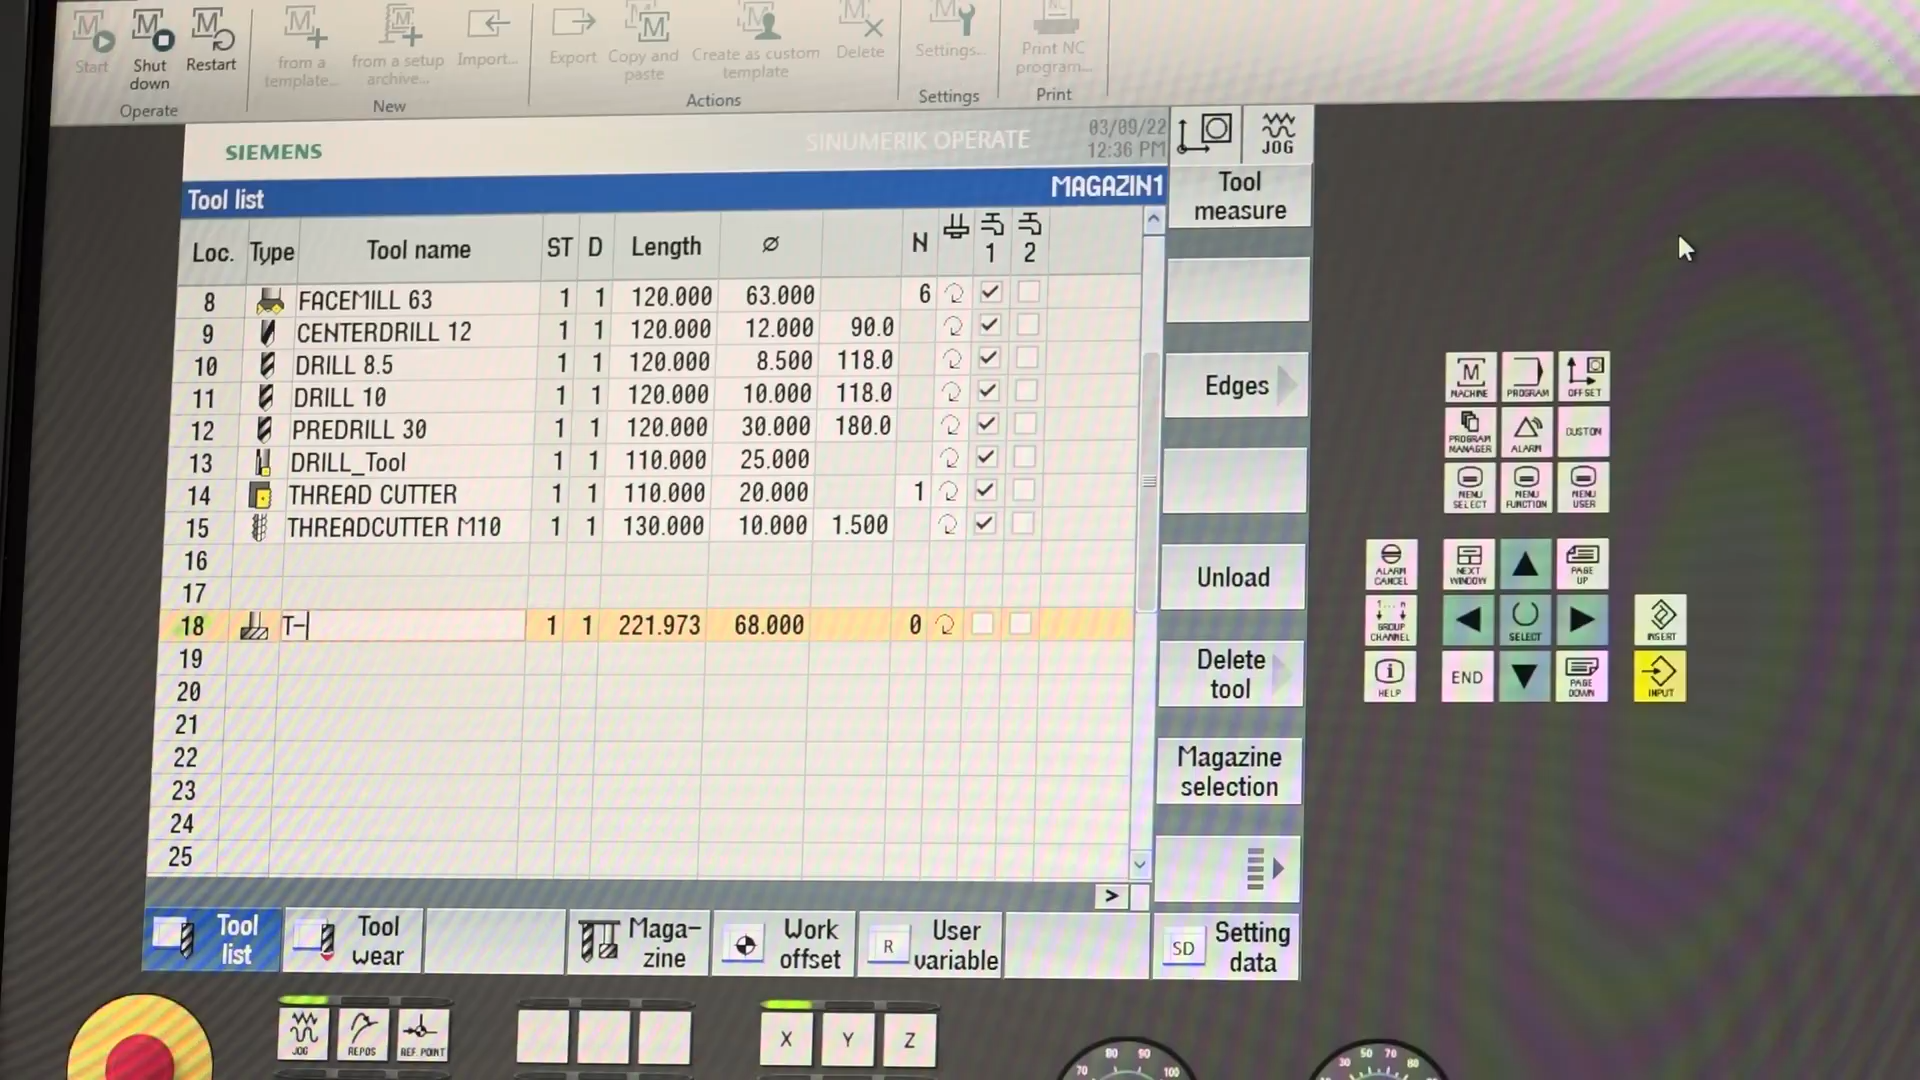 Start
Shut down
Restart
from a template...
from a setup archive...
Import...
Export
Copy and paste
Create as custom template
Delete
Settings...
Print NC program...
Operate
New
Actions
Settings
Print
SIEMENS
SINUMERIK OPERATE
03/09/22
12:36 PM
JOG
Tool list
MAGAZIN1
Loc. Type Tool name ST D Length Ø N 1 2
8 FACEMILL 63 1 1 120.000 63.000 6
9 CENTERDRILL 12 1 1 120.000 12.000 90.0
10 DRILL 8.5 1 1 120.000 8.500 118.0
11 DRILL 10 1 1 120.000 10.000 118.0
12 PREDRILL 30 1 1 120.000 30.000 180.0
13 DRILL_Tool 1 1 110.000 25.000
14 THREAD CUTTER 1 1 110.000 20.000 1
15 THREADCUTTER M10 1 1 130.000 10.000 1.500
16
17
18 T- 1 1 221.973 68.000 0
19
20
21
22
23
24
25
>
Tool measure
Edges
Unload
Delete tool
Magazine selection
Tool list
Tool wear
Maga-
zine
Work offset
R User variable
SD Setting data
M MACHINE
PROGRAM
OFFSET
PROGRAM MANAGER
ALARM
CUSTOM
MENU SELECT
MENU FUNCTION
MENU USER
ALARM CANCEL
NEXT WINDOW
PAGE UP
1... n GROUP CHANNEL
SELECT
INSERT
HELP
END
PAGE DOWN
INPUT
JOG
REPOS
REF. POINT
X
Y
Z
70 80 90 100
30 50 70 80